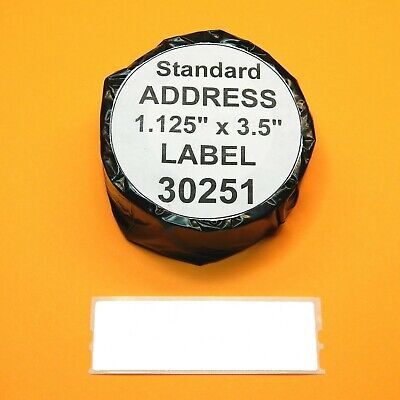 Standard
ADDRESS
1.125" x 3.5"
LABEL
30251